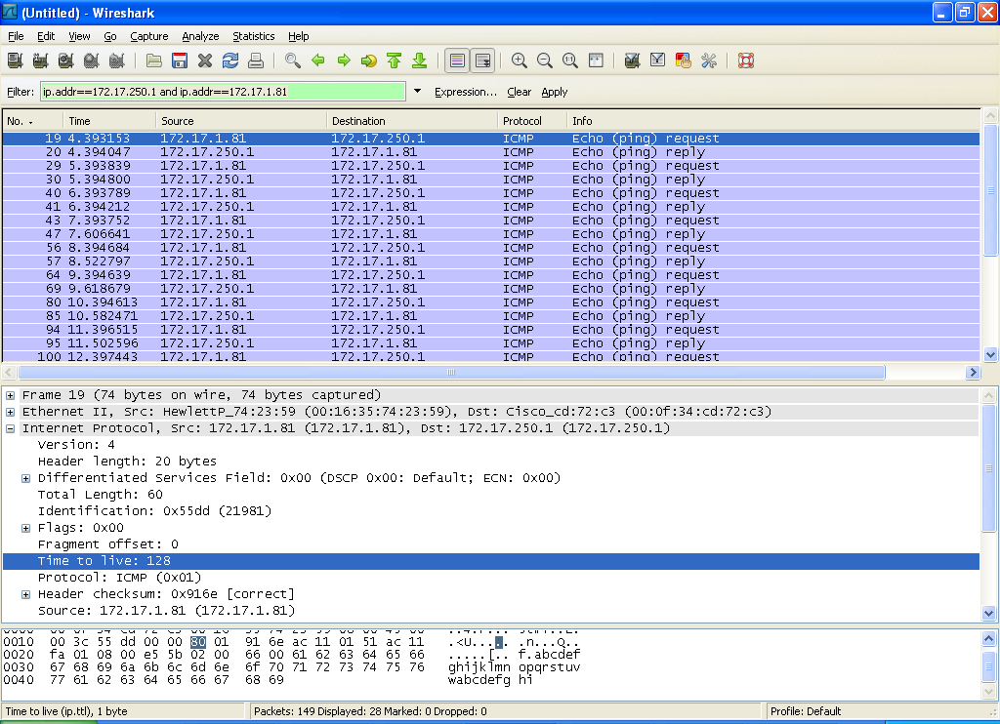 (Untitled) - Wireshark
File Edit View Go Capture Analyze Statistics Help
Filter: ip.addr==172.17.250.1 and ip.addr==172.17.1.81 Expression... Clear Apply
No. Time Source Destination Protocol Info
19 4.393153 172.17.1.81 172.17.250.1 ICMP Echo (ping) request
20 4.394047 172.17.250.1 172.17.1.81 ICMP Echo (ping) reply
29 5.393839 172.17.1.81 172.17.250.1 ICMP Echo (ping) request
30 5.394800 172.17.250.1 172.17.1.81 ICMP Echo (ping) reply
40 6.393789 172.17.1.81 172.17.250.1 ICMP Echo (ping) request
41 6.394212 172.17.250.1 172.17.1.81 ICMP Echo (ping) reply
43 7.393752 172.17.1.81 172.17.250.1 ICMP Echo (ping) request
47 7.606641 172.17.250.1 172.17.1.81 ICMP Echo (ping) reply
56 8.394684 172.17.1.81 172.17.250.1 ICMP Echo (ping) request
57 8.522797 172.17.250.1 172.17.1.81 ICMP Echo (ping) reply
64 9.394639 172.17.1.81 172.17.250.1 ICMP Echo (ping) request
69 9.618679 172.17.250.1 172.17.1.81 ICMP Echo (ping) reply
80 10.394613 172.17.1.81 172.17.250.1 ICMP Echo (ping) request
85 10.582471 172.17.250.1 172.17.1.81 ICMP Echo (ping) reply
94 11.396515 172.17.1.81 172.17.250.1 ICMP Echo (ping) request
95 11.502596 172.17.250.1 172.17.1.81 ICMP Echo (ping) reply
100 12.397443 172.17.1.81 172.17.250.1 ICMP Echo (ping) request
Frame 19 (74 bytes on wire, 74 bytes captured)
Ethernet II, Src: HewlettP_74:23:59 (00:16:35:74:23:59), Dst: Cisco_cd:72:c3 (00:0f:34:cd:72:c3)
Internet Protocol, Src: 172.17.1.81 (172.17.1.81), Dst: 172.17.250.1 (172.17.250.1)
Version: 4
Header length: 20 bytes
Differentiated Services Field: 0x00 (DSCP 0x00: Default; ECN: 0x00)
Total Length: 60
Identification: 0x55dd (21981)
Flags: 0x00
Fragment offset: 0
Time to live: 128
Protocol: ICMP (0x01)
Header checksum: 0x916e [correct]
Source: 172.17.1.81 (172.17.1.81)
0010 00 3c 55 dd 00 00 80 01 91 6e ac 11 01 51 ac 11 .<U..... .n...Q..
0020 fa 01 08 00 e5 5b 02 00 66 00 61 62 63 64 65 66 .....[.. f.abcdef
0030 67 68 69 6a 6b 6c 6d 6e 6f 70 71 72 73 74 75 76 ghijklmn opqrstuv
0040 77 61 62 63 64 65 66 67 68 69 wabcdefg hi
Time to live (ip.ttl), 1 byte Packets: 149 Displayed: 28 Marked: 0 Dropped: 0 Profile: Default